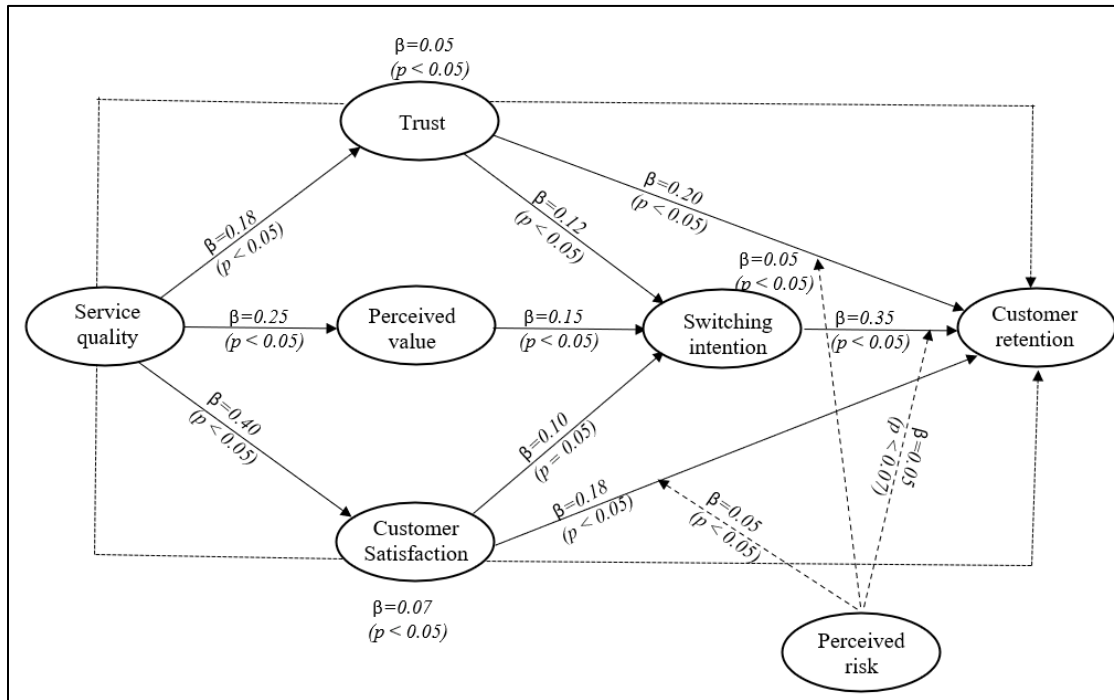 β=0.05
(p < 0.05)
Trust
β=0.18
(p < 0.05)
β=0.12
(p < 0.05)
β=0.20
(p < 0.05)
β=0.05
(p < 0.05)
Service
quality
β=0.25
(p < 0.05)
Perceived
value
β=0.15
(p < 0.05)
Switching
intention
β=0.35
(p < 0.05)
Customer
retention
β=0.40
(p < 0.05)
β=0.10
(p = 0.05)
β=0.18
(p < 0.05)
β=0.05
(p < 0.05)
β=0.05
(p < 0.07)
Customer
Satisfaction
β=0.07
(p < 0.05)
Perceived
risk